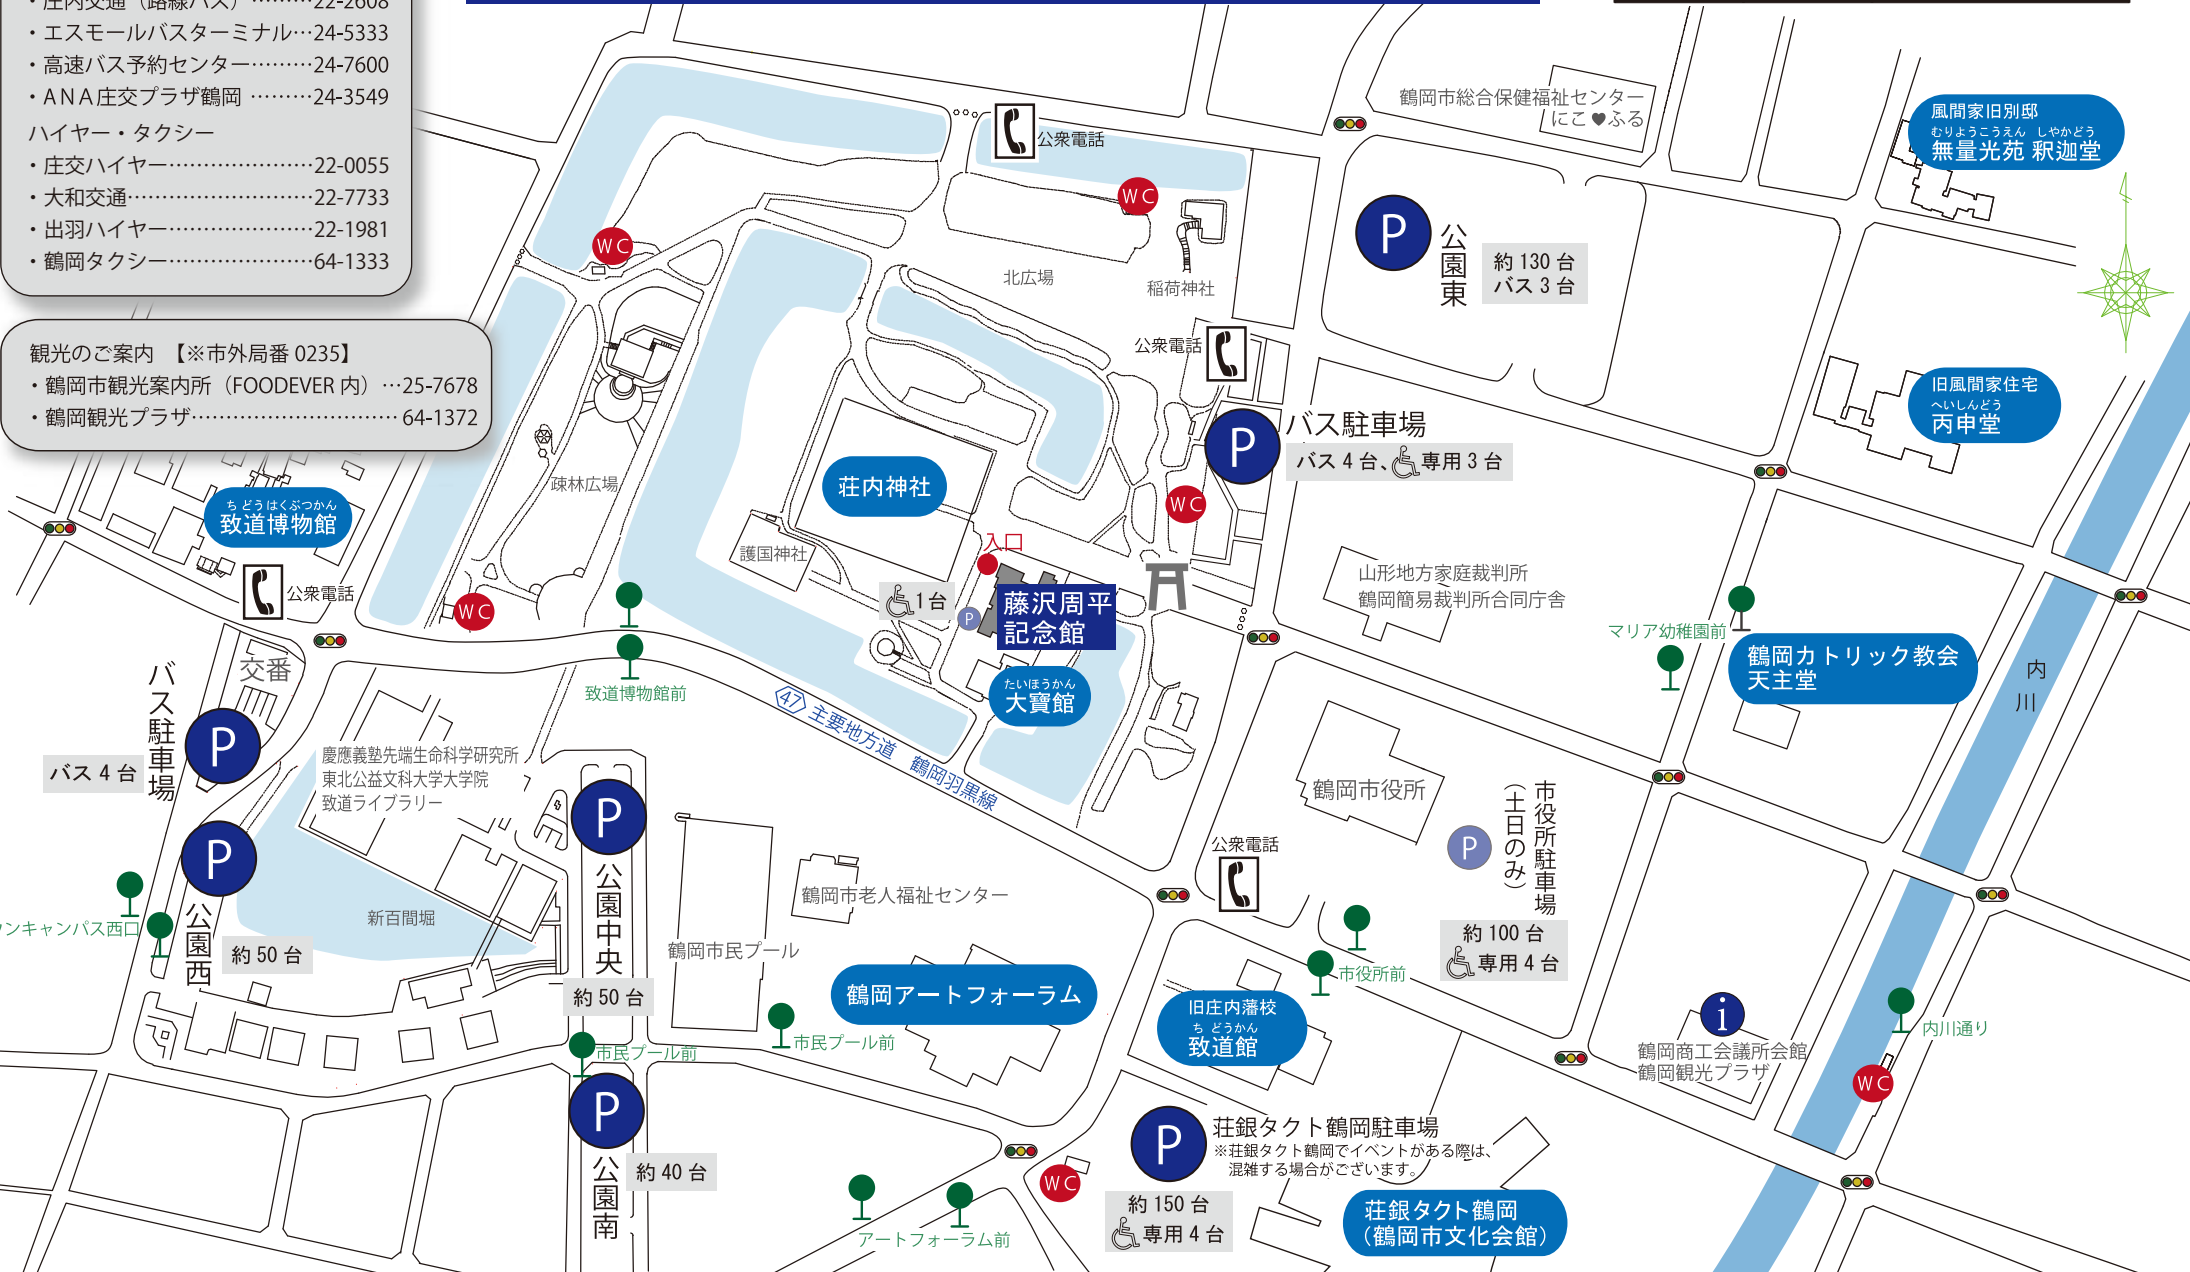 ・庄内交通（路線バス）………22-2608
・エスモールバスターミナル…24-5333
・高速バス予約センター………24-7600
・ANA庄交プラザ鶴岡 ………24-3549
ハイヤー・タクシー
・庄交ハイヤー…………………22-0055
・大和交通………………………22-7733
・出羽ハイヤー…………………22-1981
・鶴岡タクシー…………………64-1333
観光のご案内 【※市外局番 0235】
・鶴岡市観光案内所（FOODEVER 内）…25-7678
・鶴岡観光プラザ………………………… 64-1372
公衆電話
WC
WC
北広場
稲荷神社
公衆電話
鶴岡市総合保健福祉センター
にこ♥ふる
P
公園東
約 130 台
バス 3 台
風間家旧別邸
むりょうこうえん しゃかどう
無量光苑 釈迦堂
旧風間家住宅
へいしんどう
丙申堂
P
バス駐車場
バス 4 台、専用 3 台
WC
疎林広場
荘内神社
護国神社
入口
1台
P
藤沢周平
記念館
たいほうかん
大寶館
ちどうはくぶつかん
致道博物館
公衆電話
WC
致道博物館前
47 主要地方道 鶴岡羽黒線
山形地方家庭裁判所
鶴岡簡易裁判所合同庁舎
マリア幼稚園前
鶴岡カトリック教会
天主堂
内川
交番
バス駐車場
P
バス 4 台
慶應義塾先端生命科学研究所
東北公益文科大学大学院
致道ライブラリー
P
公園西
約 50 台
新百間堀
ンキャンパス西口
P
公園中央
約 50 台
鶴岡市老人福祉センター
鶴岡市民プール
鶴岡アートフォーラム
市民プール前
市民プール前
P
公園南
約 40 台
鶴岡市役所
公衆電話
P
市役所駐車場
（土日のみ）
約 100 台
専用 4 台
市役所前
旧庄内藩校
ちどうかん
致道館
i
鶴岡商工会議所会館
鶴岡観光プラザ
内川通り
WC
P
荘銀タクト鶴岡駐車場
※荘銀タクト鶴岡でイベントがある際は、
混雑する場合がございます。
約 150 台
専用 4 台
WC
アートフォーラム前
荘銀タクト鶴岡
（鶴岡市文化会館）